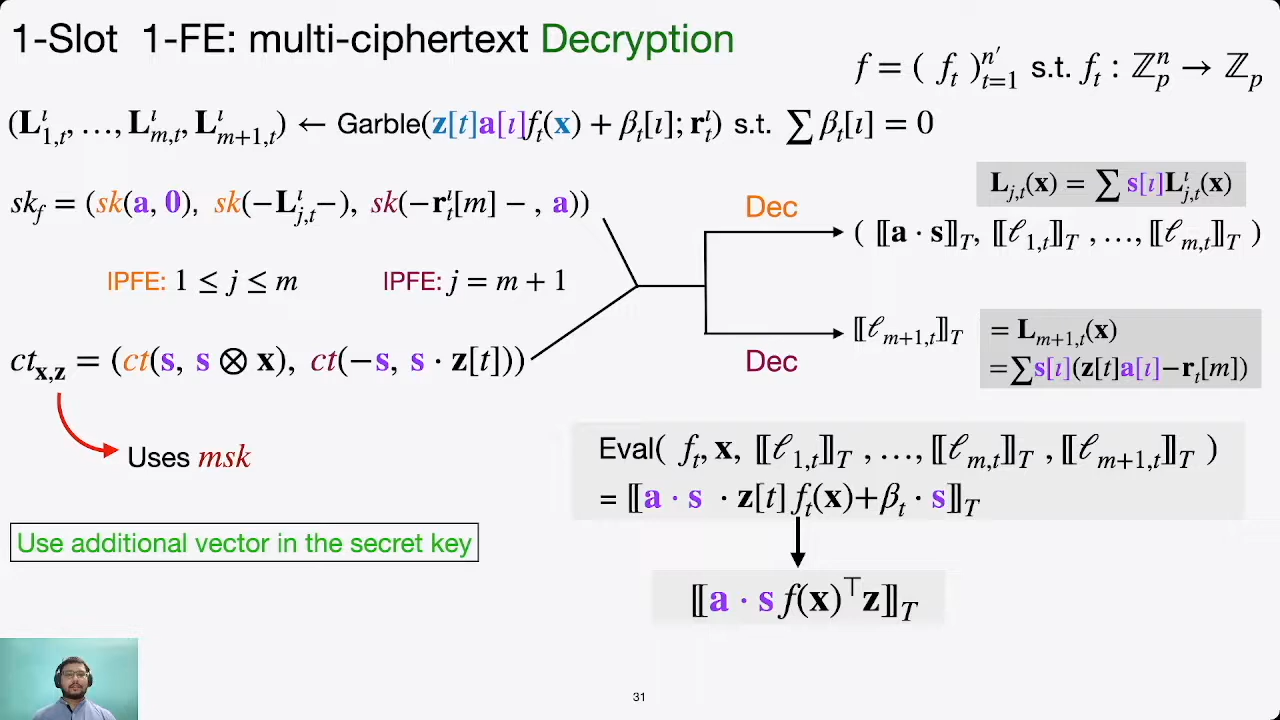 1-Slot 1-FE: multi-ciphertext Decryption
f = ( f_t )_{t=1}^{n'} s.t. f_t : ℤ_p^n → ℤ_p
(𝐋^ι_{1,t}, …, 𝐋^ι_{m,t}, 𝐋^ι_{m+1,t}) ← Garble(𝐳[t]𝐚[ι]f_t(𝐱) + β_t[ι]; 𝐫^ι_t) s.t. ∑ β_t[ι] = 0
𝐋_{j,t}(𝐱) = ∑ 𝐬[ι]𝐋^ι_{j,t}(𝐱)
sk_f = (sk(𝐚, 𝟎), sk(−𝐋^ι_{j,t}−), sk(−𝐫^ι_t[m] − , 𝐚))
Dec
( ⟦𝐚 · 𝐬⟧_T, ⟦ℓ_{1,t}⟧_T , …, ⟦ℓ_{m,t}⟧_T )
IPFE: 1 ≤ j ≤ m
IPFE: j = m + 1
⟦ℓ_{m+1,t}⟧_T
= 𝐋_{m+1,t}(𝐱)
=∑𝐬[ι](𝐳[t]𝐚[ι]−𝐫_t[m])
Dec
ct_{𝐱,𝐳} = (ct(𝐬, 𝐬 ⊗ 𝐱), ct(−𝐬, 𝐬 · 𝐳[t]))
Uses msk
Eval( f_t, 𝐱, ⟦ℓ_{1,t}⟧_T , …, ⟦ℓ_{m,t}⟧_T , ⟦ℓ_{m+1,t}⟧_T )
= ⟦𝐚 · 𝐬 · 𝐳[t] f_t(𝐱)+β_t · 𝐬⟧_T
Use additional vector in the secret key
⟦𝐚 · 𝐬 f(𝐱)^⊤𝐳⟧_T
31